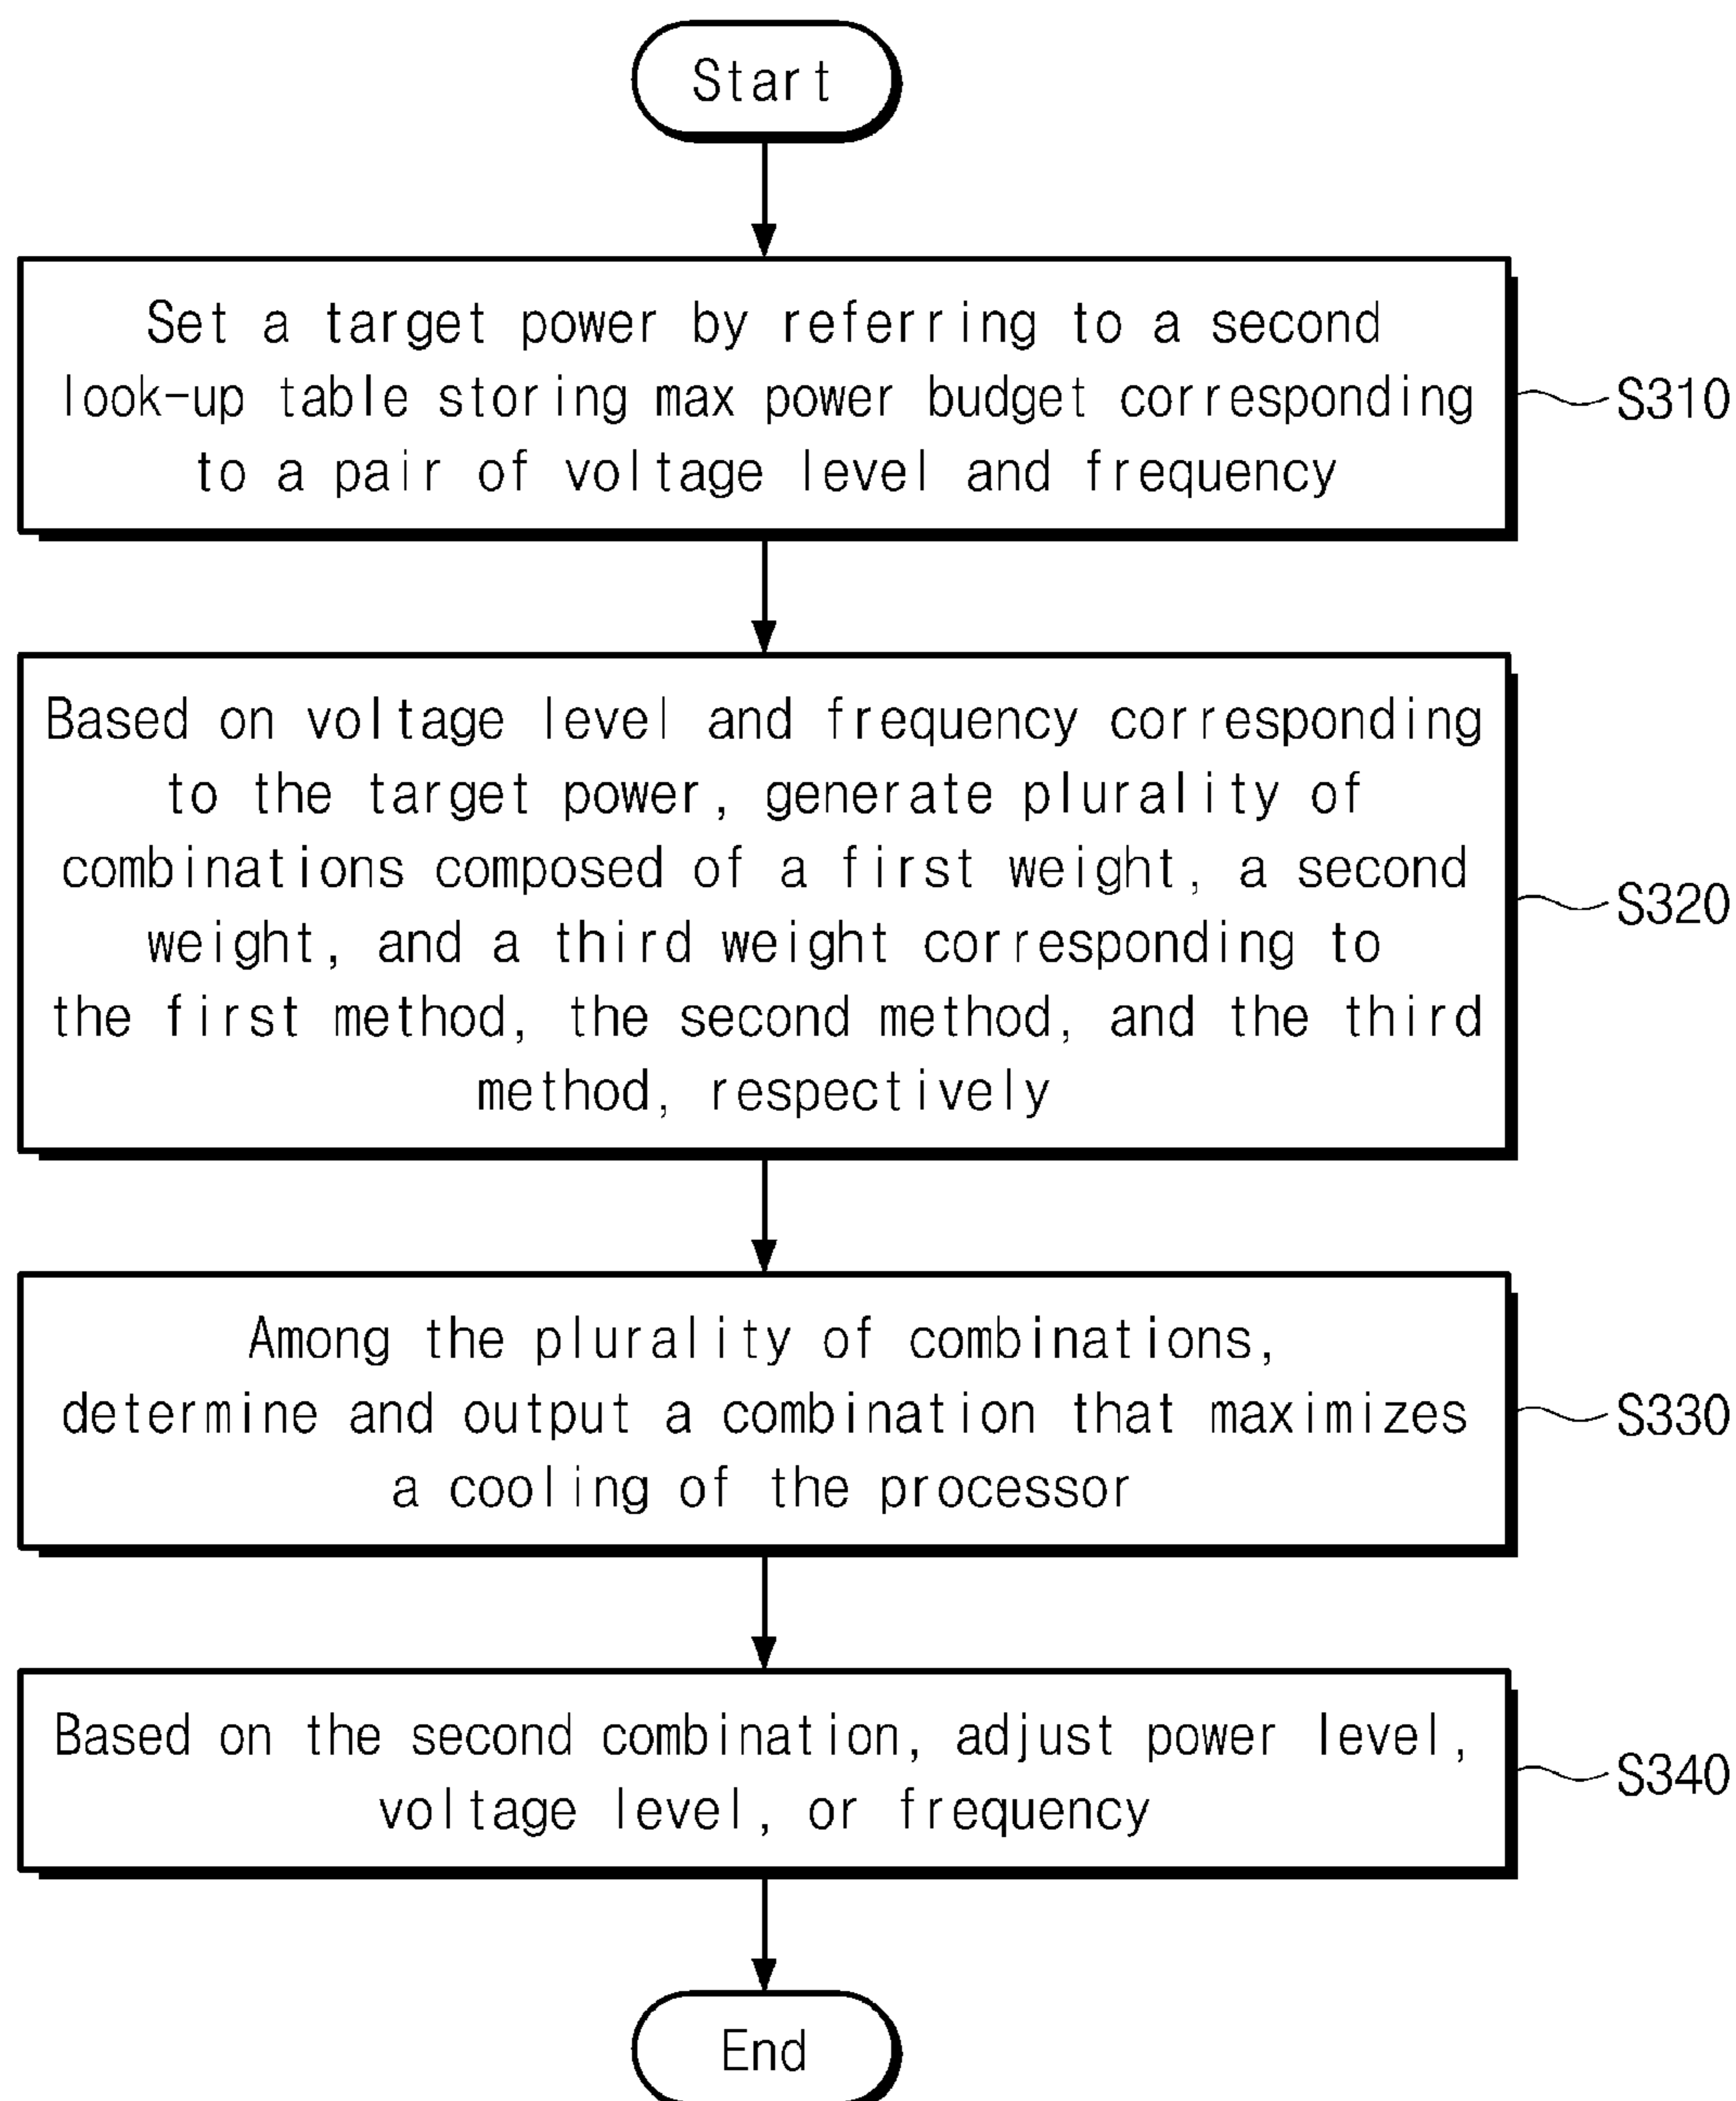 Start
Set a target power by referring to a second
look-up table storing max power budget corresponding
to a pair of voltage level and frequency
S310
Based on voltage level and frequency corresponding
to the target power, generate plurality of
combinations composed of a first weight, a second
weight, and a third weight corresponding to
the first method, the second method, and the third
method, respectively
S320
Among the plurality of combinations,
determine and output a combination that maximizes
a cooling of the processor
S330
Based on the second combination, adjust power level,
voltage level, or frequency
S340
End